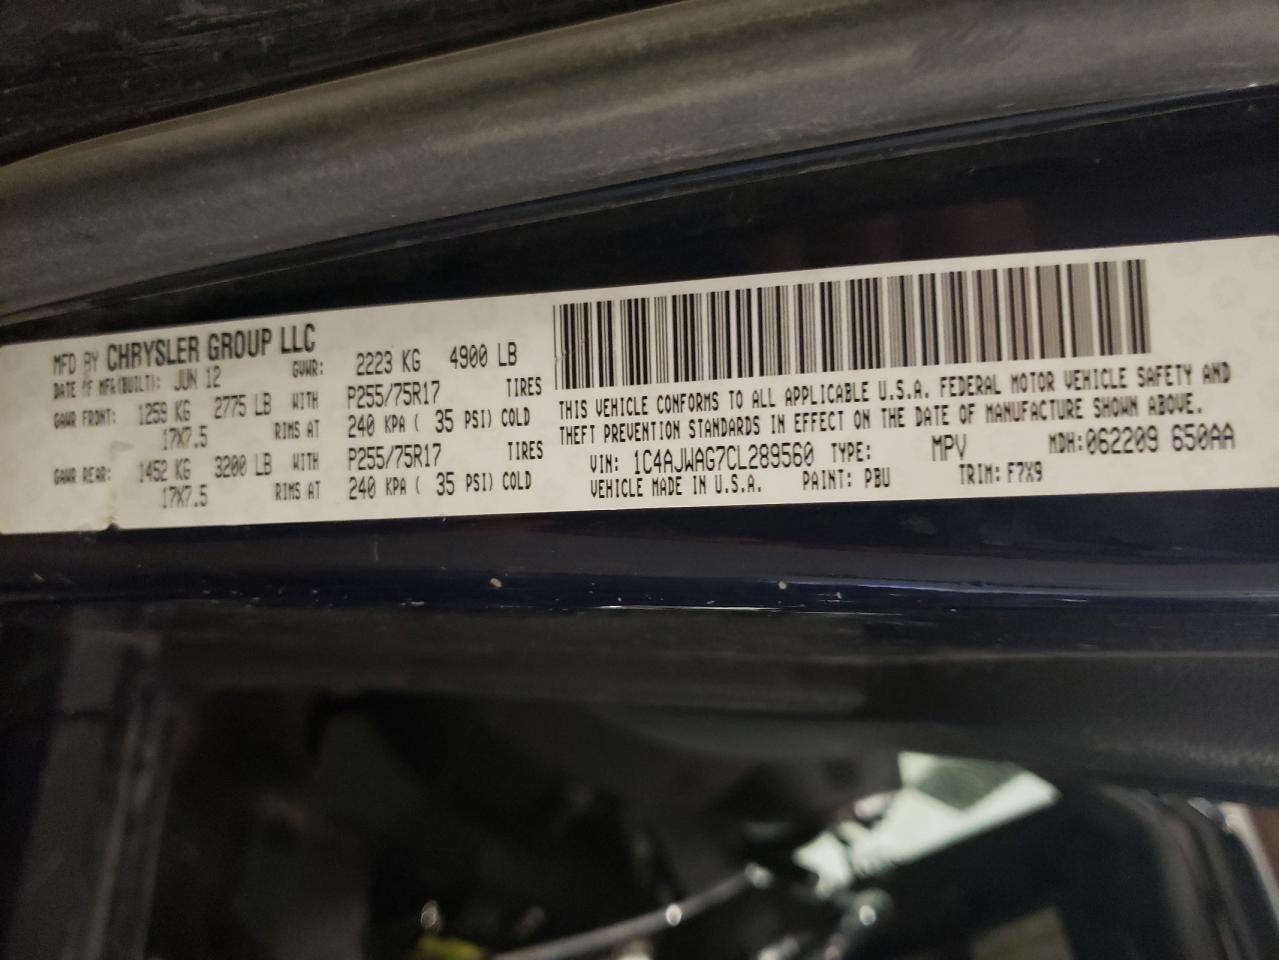 MFD BY CHRYSLER GROUP LLC
DATE OF MFR(BUILT): JUN 12 GVWR: 2223 KG 4900 LB
GAWR FRONT: 1259 KG 2775 LB WITH P255/75R17 TIRES
17X7.5 RIMS AT 240 KPA ( 35 PSI) COLD
GAWR REAR: 1452 KG 3200 LB WITH P255/75R17 TIRES
17X7.5 RIMS AT 240 KPA ( 35 PSI) COLD
THIS VEHICLE CONFORMS TO ALL APPLICABLE U.S.A. FEDERAL MOTOR VEHICLE SAFETY AND
THEFT PREVENTION STANDARDS IN EFFECT ON THE DATE OF MANUFACTURE SHOWN ABOVE.
VIN: 1C4AJWAG7CL289560 TYPE: MPV MDH: 062209 650AA
VEHICLE MADE IN U.S.A. PAINT: PBU TRIM: F7X9